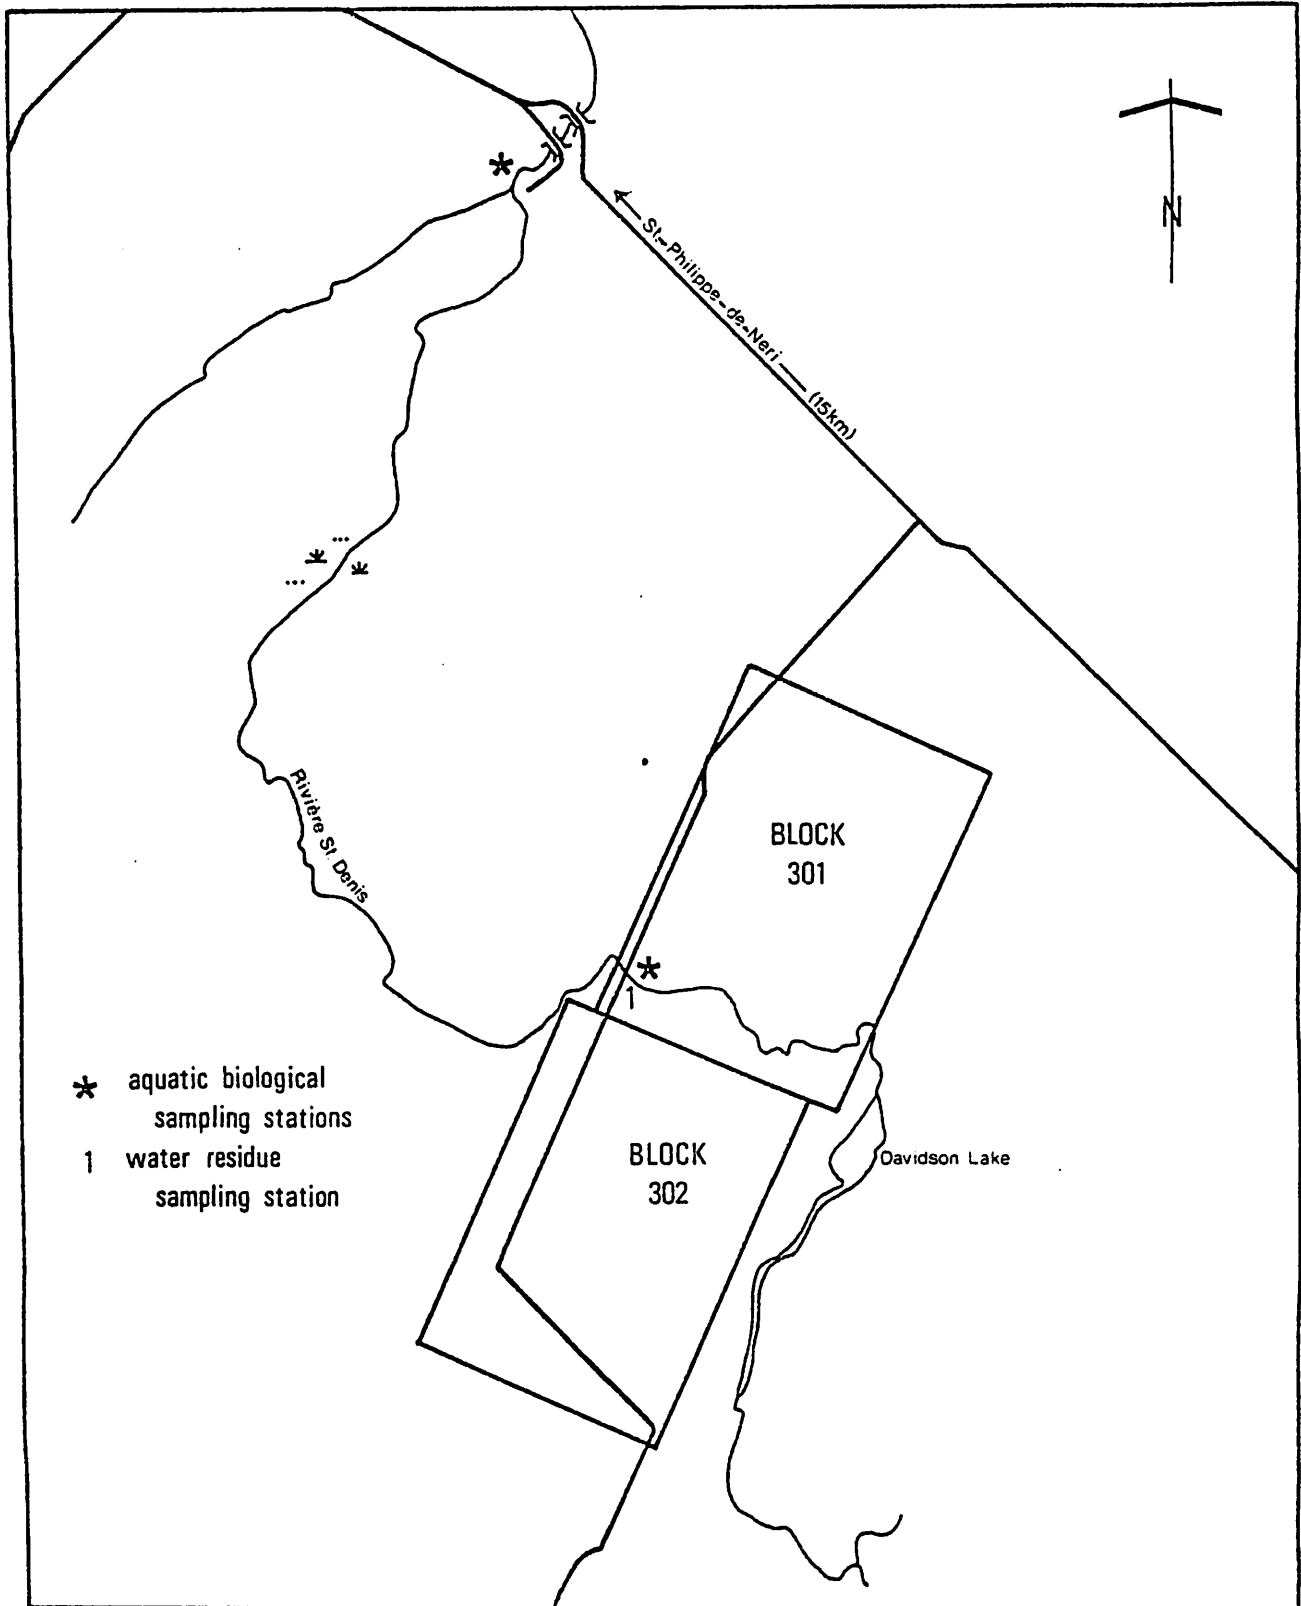 N
St-Philippe-de-Neri (15km)
Rivière St. Denis
BLOCK
301
1
BLOCK
302
Davidson Lake
* aquatic biological
sampling stations
1 water residue
sampling station